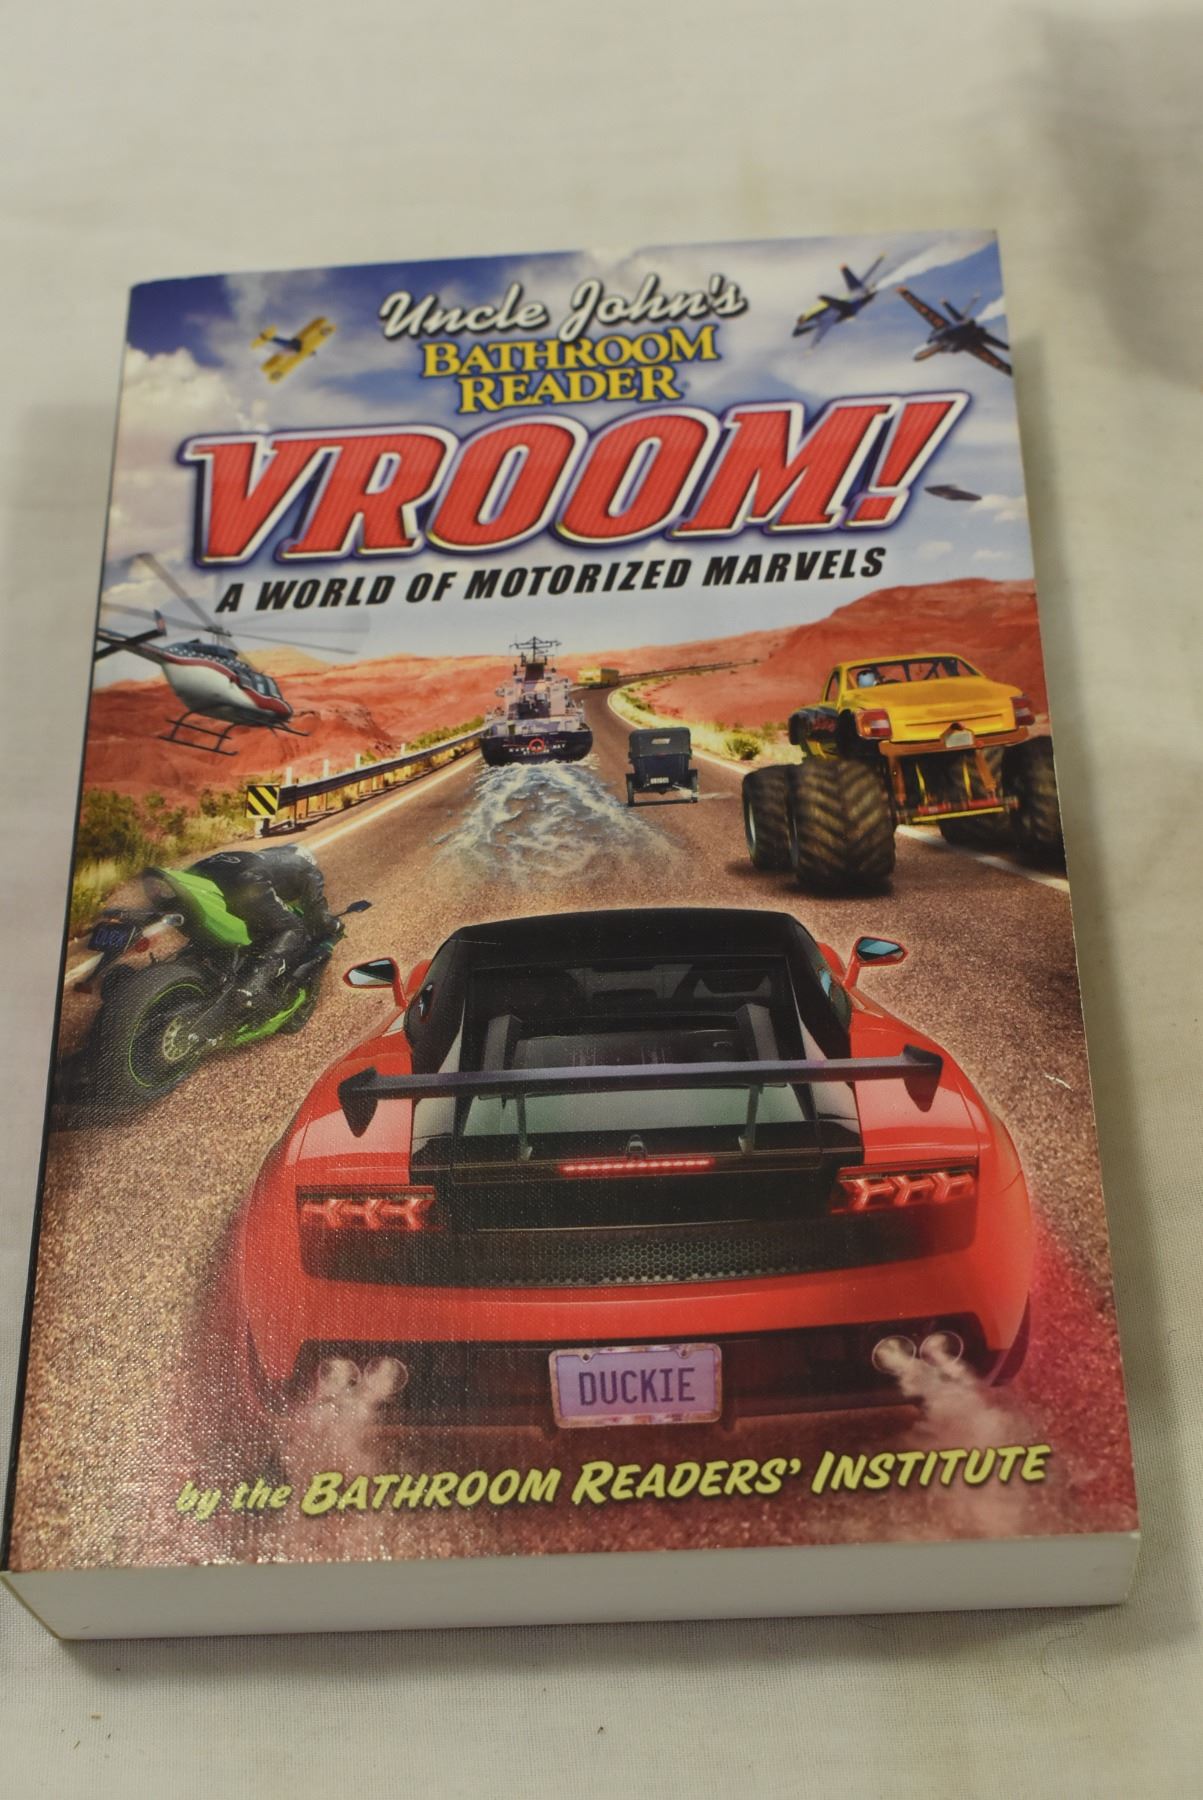 Uncle John's
BATHROOM
READER
VROOM!
A WORLD OF MOTORIZED MARVELS
DUCKIE
by the BATHROOM READERS' INSTITUTE